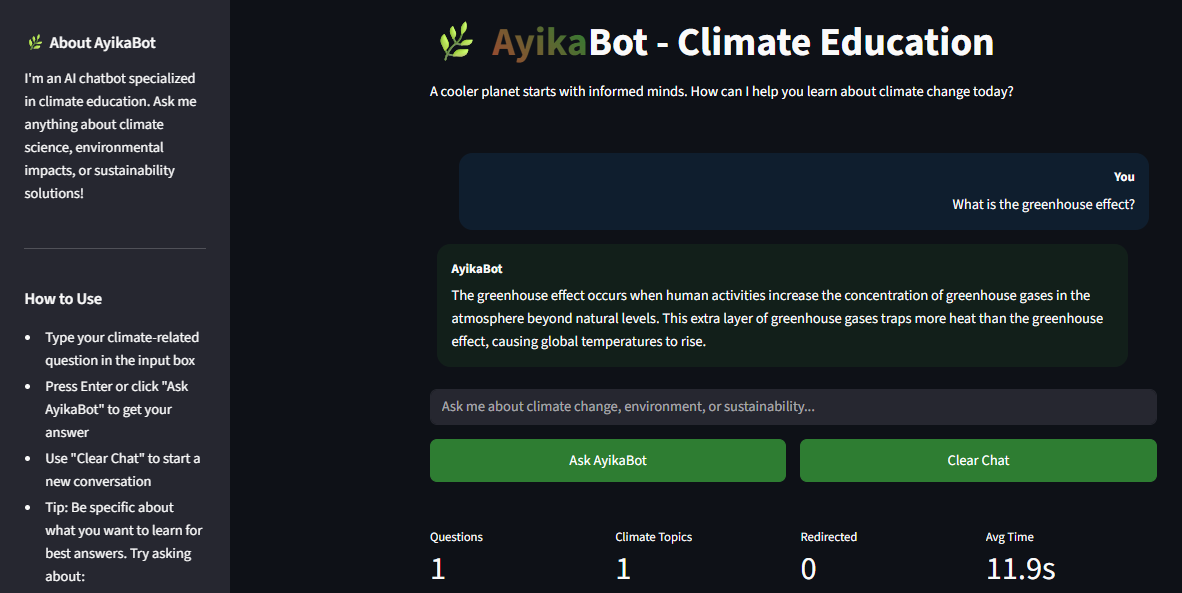 About AyikaBot
I'm an AI chatbot specialized
in climate education. Ask me
anything about climate
science, environmental
impacts, or sustainability
solutions!
How to Use
Type your climate-related
question in the input box
Press Enter or click "Ask
AyikaBot" to get your
answer
Use "Clear Chat" to start a
new conversation
Tip: Be specific about
what you want to learn for
best answers. Try asking
about:
AyikaBot - Climate Education
A cooler planet starts with informed minds. How can I help you learn about climate change today?
You
What is the greenhouse effect?
AyikaBot
The greenhouse effect occurs when human activities increase the concentration of greenhouse gases in the
atmosphere beyond natural levels. This extra layer of greenhouse gases traps more heat than the greenhouse
effect, causing global temperatures to rise.
Ask me about climate change, environment, or sustainability...
Ask AyikaBot
Clear Chat
Questions
1
Climate Topics
1
Redirected
0
Avg Time
11.9s